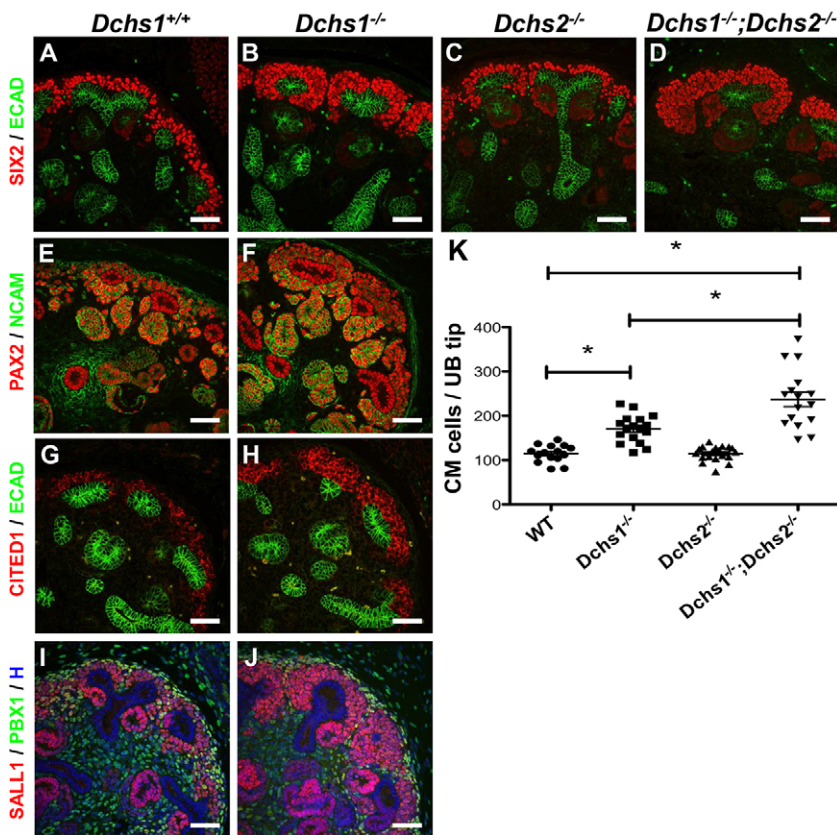 Dchs1+/+ Dchs1-/- Dchs2-/- Dchs1-/-;Dchs2-/-
A B C D
SIX2 / ECAD
E F
PAX2 / NCAM
G H
CITED1 / ECAD
I J
SALL1 / PBX1 / H
K
*
*
*
CM cells / UB tip
400
300
200
100
0
WT
Dchs1-/-
Dchs2-/-
Dchs1-/-;Dchs2-/-